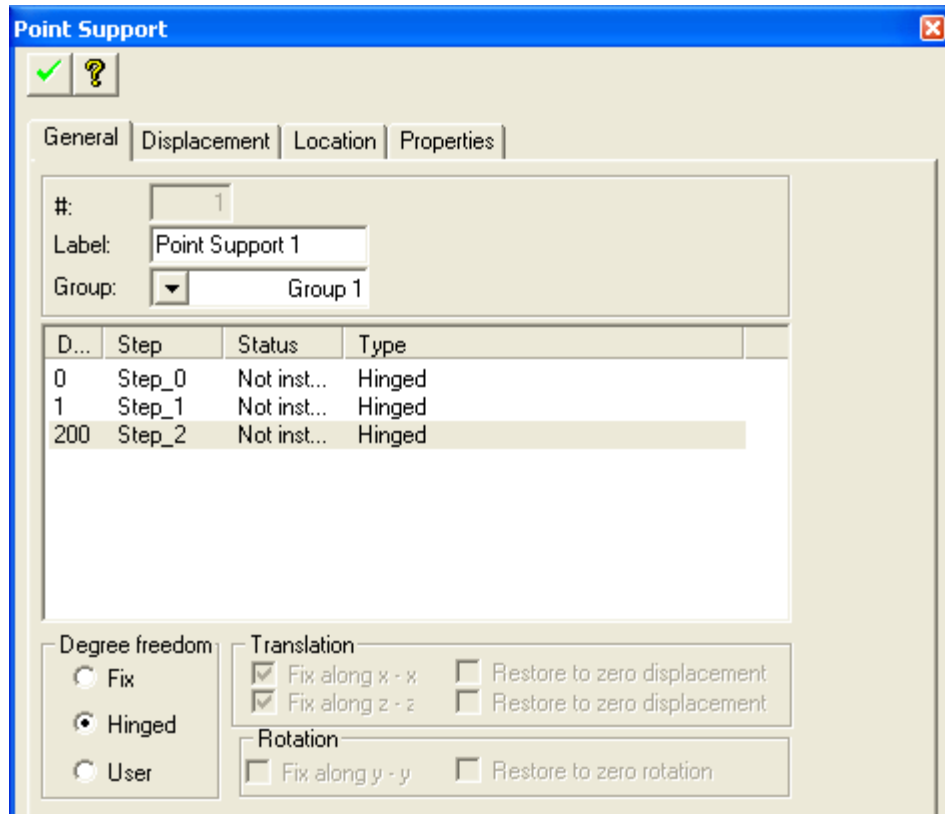 Point Support
General Displacement Location Properties
#: 1
Label: Point Support 1
Group: Group 1
D... Step Status Type
0 Step_0 Not inst... Hinged
1 Step_1 Not inst... Hinged
200 Step_2 Not inst... Hinged
Degree freedom Translation
Fix Fix along x - x Restore to zero displacement
Fix along z - z Restore to zero displacement
Hinged
Rotation
User Fix along y - y Restore to zero rotation